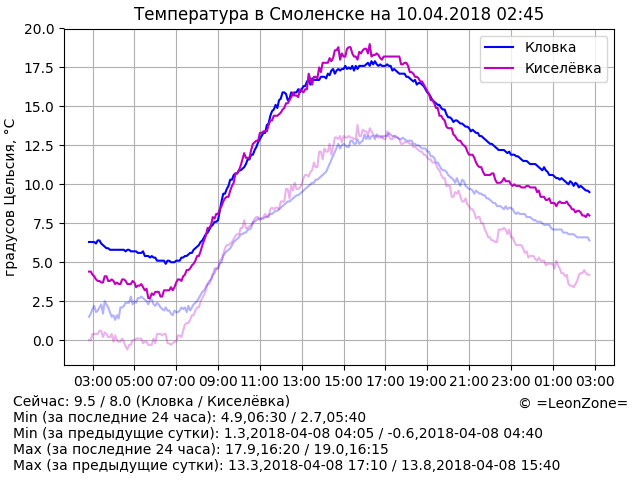 Температура в Смоленске на 10.04.2018 02:45
20.0
17.5
15.0
12.5
10.0
7.5
5.0
2.5
0.0
градусов Цельсия, °C
Кловка
Киселёвка
03:00 05:00 07:00 09:00 11:00 13:00 15:00 17:00 19:00 21:00 23:00 01:00 03:00
Сейчас: 9.5 / 8.0 (Кловка / Киселёвка)
© =LeonZone=
Min (за последние 24 часа): 4.9,06:30 / 2.7,05:40
Min (за предыдущие сутки): 1.3,2018-04-08 04:05 / -0.6,2018-04-08 04:40
Max (за последние 24 часа): 17.9,16:20 / 19.0,16:15
Max (за предыдущие сутки): 13.3,2018-04-08 17:10 / 13.8,2018-04-08 15:40